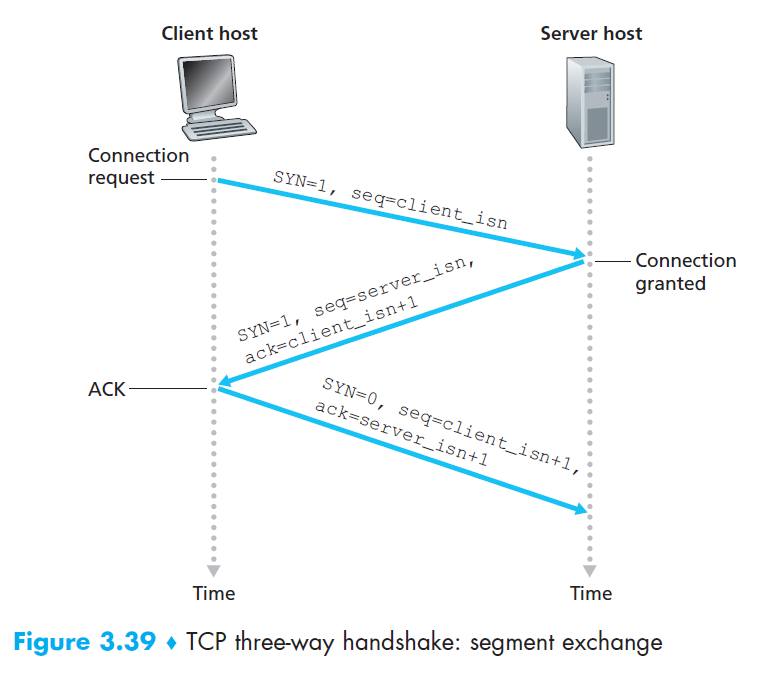 Client host
Server host
Connection
request
SYN=1, seq=client_isn
Connection
granted
SYN=1, seq=server_isn,
ack=client_isn+1
ACK
SYN=0, seq=client_isn+1,
ack=server_isn+1
Time
Time
Figure 3.39 ♦ TCP three-way handshake: segment exchange